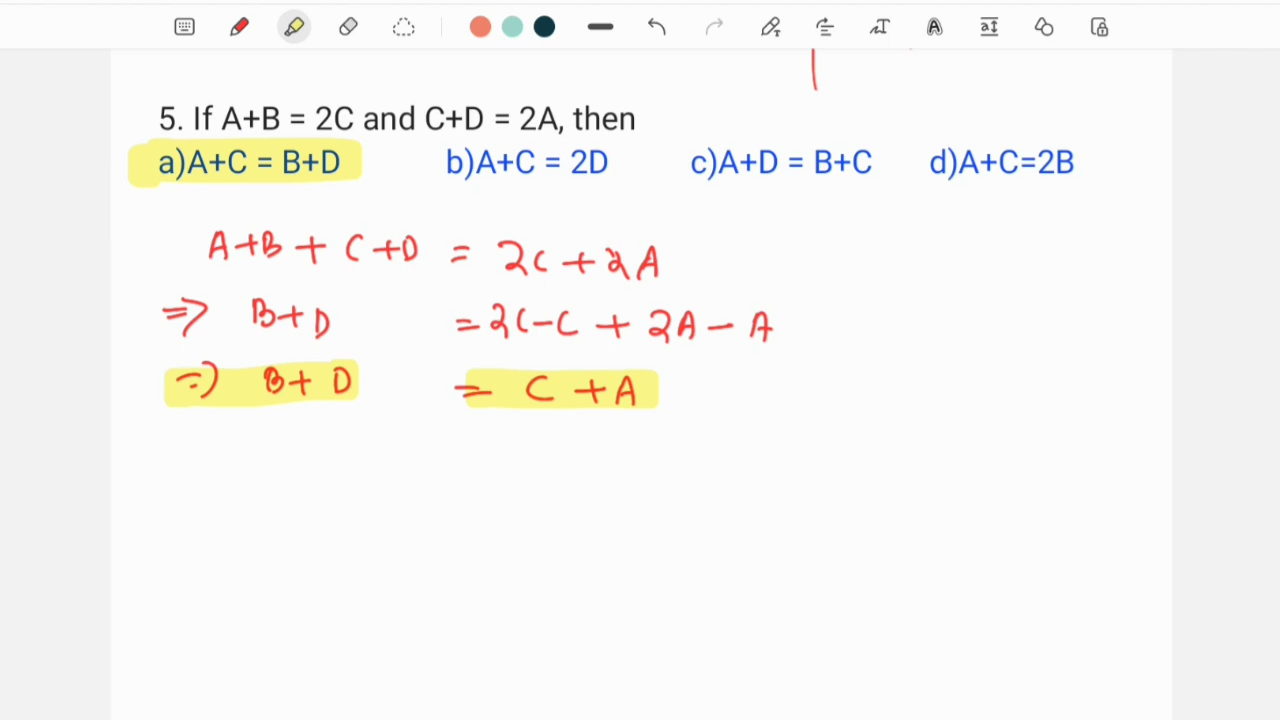 5. If A+B = 2C and C+D = 2A, then
a)A+C = B+D b)A+C = 2D c)A+D = B+C d)A+C=2B
A+B + C+D = 2C + 2A
⇒ B+D = 2C-C + 2A - A
⇒ B+ D = C + A